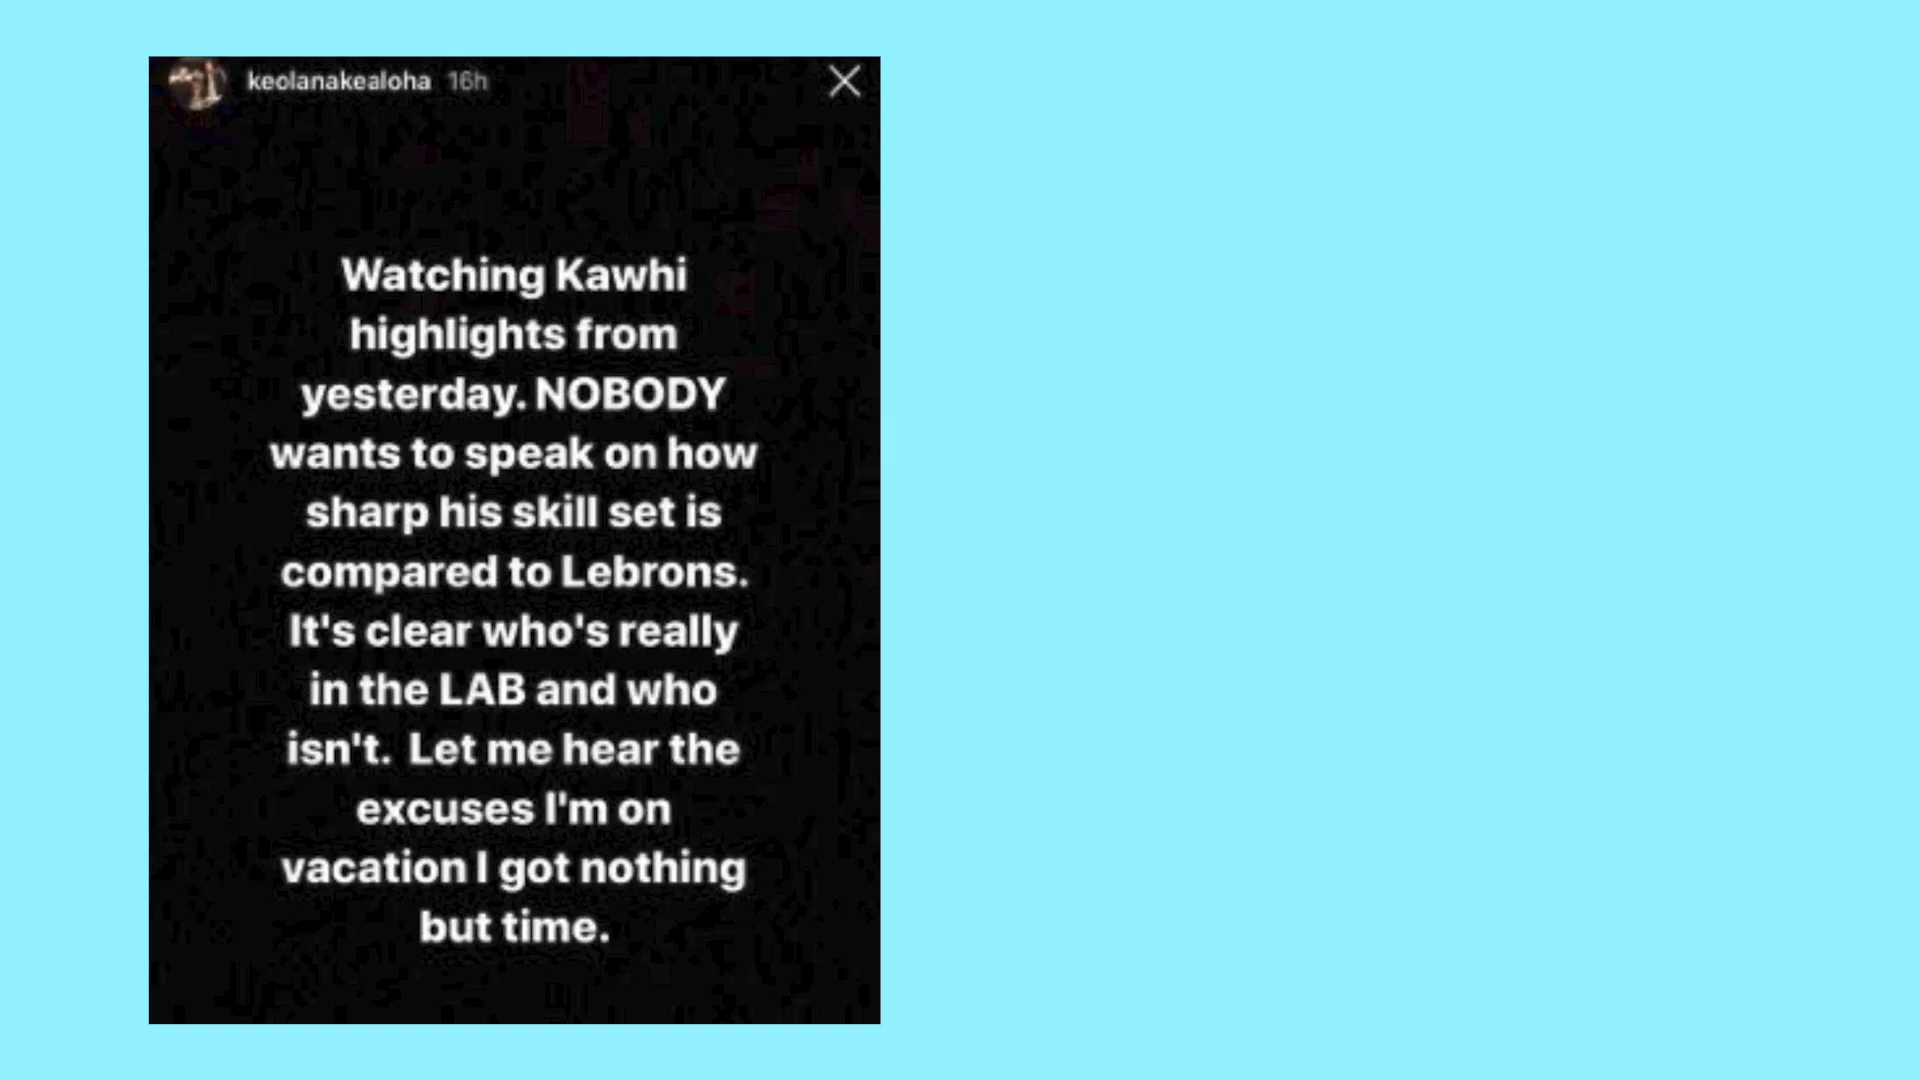 keolanakealoha 16h
Watching Kawhi
highlights from
yesterday. NOBODY
wants to speak on how
sharp his skill set is
compared to Lebrons.
It's clear who's really
in the LAB and who
isn't. Let me hear the
excuses I'm on
vacation I got nothing
but time.